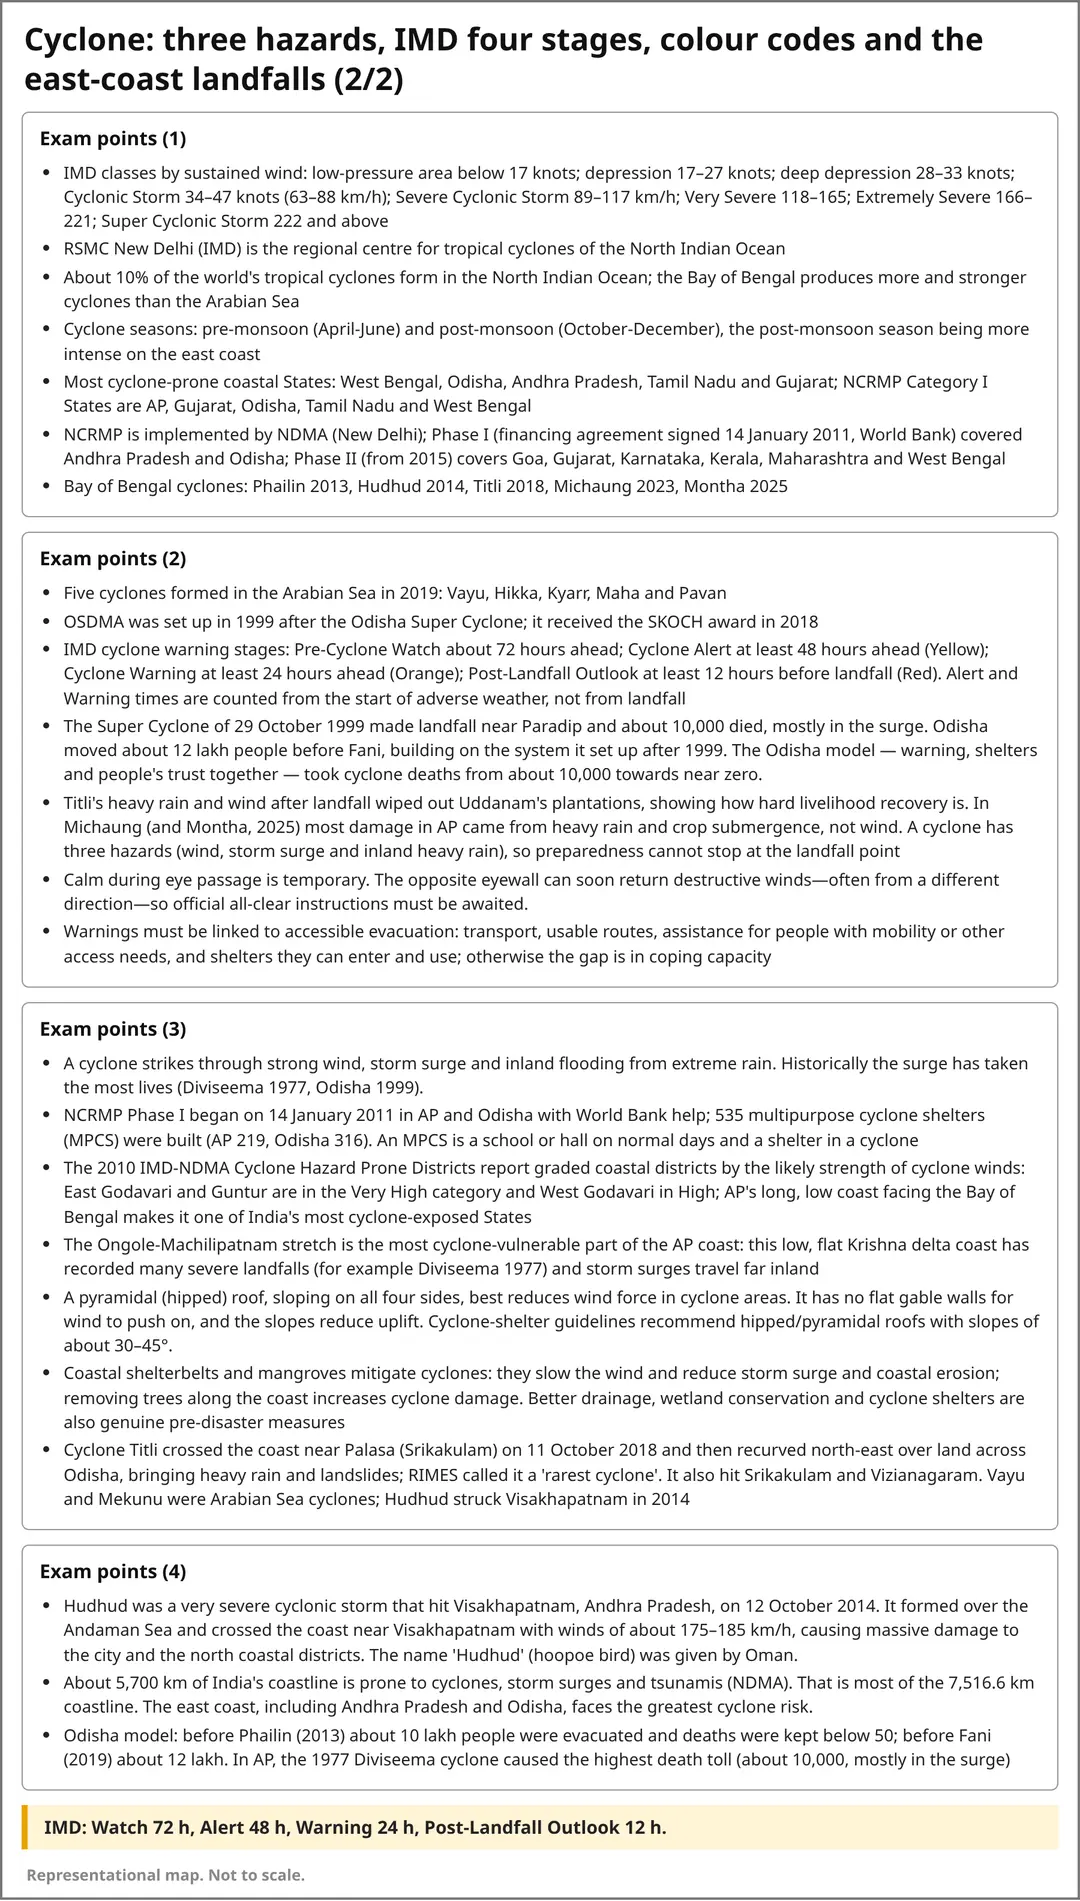 Cyclone: three hazards, IMD four stages, colour codes and the
east-coast landfalls (2/2)
Exam points (1)
• IMD classes by sustained wind: low-pressure area below 17 knots; depression 17–27 knots; deep depression 28–33 knots;
Cyclonic Storm 34–47 knots (63–88 km/h); Severe Cyclonic Storm 89–117 km/h; Very Severe 118–165; Extremely Severe 166–
221; Super Cyclonic Storm 222 and above
• RSMC New Delhi (IMD) is the regional centre for tropical cyclones of the North Indian Ocean
• About 10% of the world's tropical cyclones form in the North Indian Ocean; the Bay of Bengal produces more and stronger
cyclones than the Arabian Sea
• Cyclone seasons: pre-monsoon (April-June) and post-monsoon (October-December), the post-monsoon season being more
intense on the east coast
• Most cyclone-prone coastal States: West Bengal, Odisha, Andhra Pradesh, Tamil Nadu and Gujarat; NCRMP Category I
States are AP, Gujarat, Odisha, Tamil Nadu and West Bengal
• NCRMP is implemented by NDMA (New Delhi); Phase I (financing agreement signed 14 January 2011, World Bank) covered
Andhra Pradesh and Odisha; Phase II (from 2015) covers Goa, Gujarat, Karnataka, Kerala, Maharashtra and West Bengal
• Bay of Bengal cyclones: Phailin 2013, Hudhud 2014, Titli 2018, Michaung 2023, Montha 2025
Exam points (2)
• Five cyclones formed in the Arabian Sea in 2019: Vayu, Hikka, Kyarr, Maha and Pavan
• OSDMA was set up in 1999 after the Odisha Super Cyclone; it received the SKOCH award in 2018
• IMD cyclone warning stages: Pre-Cyclone Watch about 72 hours ahead; Cyclone Alert at least 48 hours ahead (Yellow);
Cyclone Warning at least 24 hours ahead (Orange); Post-Landfall Outlook at least 12 hours before landfall (Red). Alert and
Warning times are counted from the start of adverse weather, not from landfall
• The Super Cyclone of 29 October 1999 made landfall near Paradip and about 10,000 died, mostly in the surge. Odisha
moved about 12 lakh people before Fani, building on the system it set up after 1999. The Odisha model — warning, shelters
and people's trust together — took cyclone deaths from about 10,000 towards near zero.
• Titli's heavy rain and wind after landfall wiped out Uddanam's plantations, showing how hard livelihood recovery is. In
Michaung (and Montha, 2025) most damage in AP came from heavy rain and crop submergence, not wind. A cyclone has
three hazards (wind, storm surge and inland heavy rain), so preparedness cannot stop at the landfall point
• Calm during eye passage is temporary. The opposite eyewall can soon return destructive winds—often from a different
direction—so official all-clear instructions must be awaited.
• Warnings must be linked to accessible evacuation: transport, usable routes, assistance for people with mobility or other
access needs, and shelters they can enter and use; otherwise the gap is in coping capacity
Exam points (3)
• A cyclone strikes through strong wind, storm surge and inland flooding from extreme rain. Historically the surge has taken
the most lives (Diviseema 1977, Odisha 1999).
• NCRMP Phase I began on 14 January 2011 in AP and Odisha with World Bank help; 535 multipurpose cyclone shelters
(MPCS) were built (AP 219, Odisha 316). An MPCS is a school or hall on normal days and a shelter in a cyclone
• The 2010 IMD-NDMA Cyclone Hazard Prone Districts report graded coastal districts by the likely strength of cyclone winds:
East Godavari and Guntur are in the Very High category and West Godavari in High; AP's long, low coast facing the Bay of
Bengal makes it one of India's most cyclone-exposed States
• The Ongole-Machilipatnam stretch is the most cyclone-vulnerable part of the AP coast: this low, flat Krishna delta coast has
recorded many severe landfalls (for example Diviseema 1977) and storm surges travel far inland
• A pyramidal (hipped) roof, sloping on all four sides, best reduces wind force in cyclone areas. It has no flat gable walls for
wind to push on, and the slopes reduce uplift. Cyclone-shelter guidelines recommend hipped/pyramidal roofs with slopes of
about 30–45°.
• Coastal shelterbelts and mangroves mitigate cyclones: they slow the wind and reduce storm surge and coastal erosion;
removing trees along the coast increases cyclone damage. Better drainage, wetland conservation and cyclone shelters are
also genuine pre-disaster measures
• Cyclone Titli crossed the coast near Palasa (Srikakulam) on 11 October 2018 and then recurved north-east over land across
Odisha, bringing heavy rain and landslides; RIMES called it a 'rarest cyclone'. It also hit Srikakulam and Vizianagaram. Vayu
and Mekunu were Arabian Sea cyclones; Hudhud struck Visakhapatnam in 2014
Exam points (4)
• Hudhud was a very severe cyclonic storm that hit Visakhapatnam, Andhra Pradesh, on 12 October 2014. It formed over the
Andaman Sea and crossed the coast near Visakhapatnam with winds of about 175–185 km/h, causing massive damage to
the city and the north coastal districts. The name 'Hudhud' (hoopoe bird) was given by Oman.
• About 5,700 km of India's coastline is prone to cyclones, storm surges and tsunamis (NDMA). That is most of the 7,516.6 km
coastline. The east coast, including Andhra Pradesh and Odisha, faces the greatest cyclone risk.
• Odisha model: before Phailin (2013) about 10 lakh people were evacuated and deaths were kept below 50; before Fani
(2019) about 12 lakh. In AP, the 1977 Diviseema cyclone caused the highest death toll (about 10,000, mostly in the surge)
IMD: Watch 72 h, Alert 48 h, Warning 24 h, Post-Landfall Outlook 12 h.
Representational map. Not to scale.